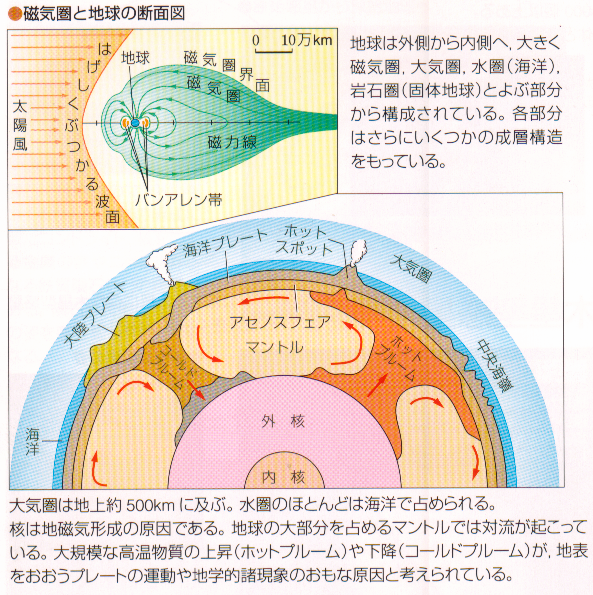 ●磁気圏と地球の断面図
0 10万km
はげしくぶつかる波面
太陽風
地球
磁気圏界面
磁気圏
磁力線
バンアレン帯
地球は外側から内側へ，大きく
磁気圏，大気圏，水圏(海洋)，
岩石圏(固体地球)とよぶ部分
から構成されている。各部分
はさらにいくつかの成層構造
をもっている。
海洋プレート
ホット
スポット
大気圏
大陸プレート
アセノスフェア
マントル
コールド
プルーム
ホット
プルーム
中央海嶺
海洋
外核
内核
大気圏は地上約500kmに及ぶ。水圏のほとんどは海洋で占められる。
核は地磁気形成の原因である。地球の大部分を占めるマントルでは対流が起こって
いる。大規模な高温物質の上昇(ホットプルーム)や下降(コールドプルーム)が，地表
をおおうプレートの運動や地学的諸現象のおもな原因と考えられている。